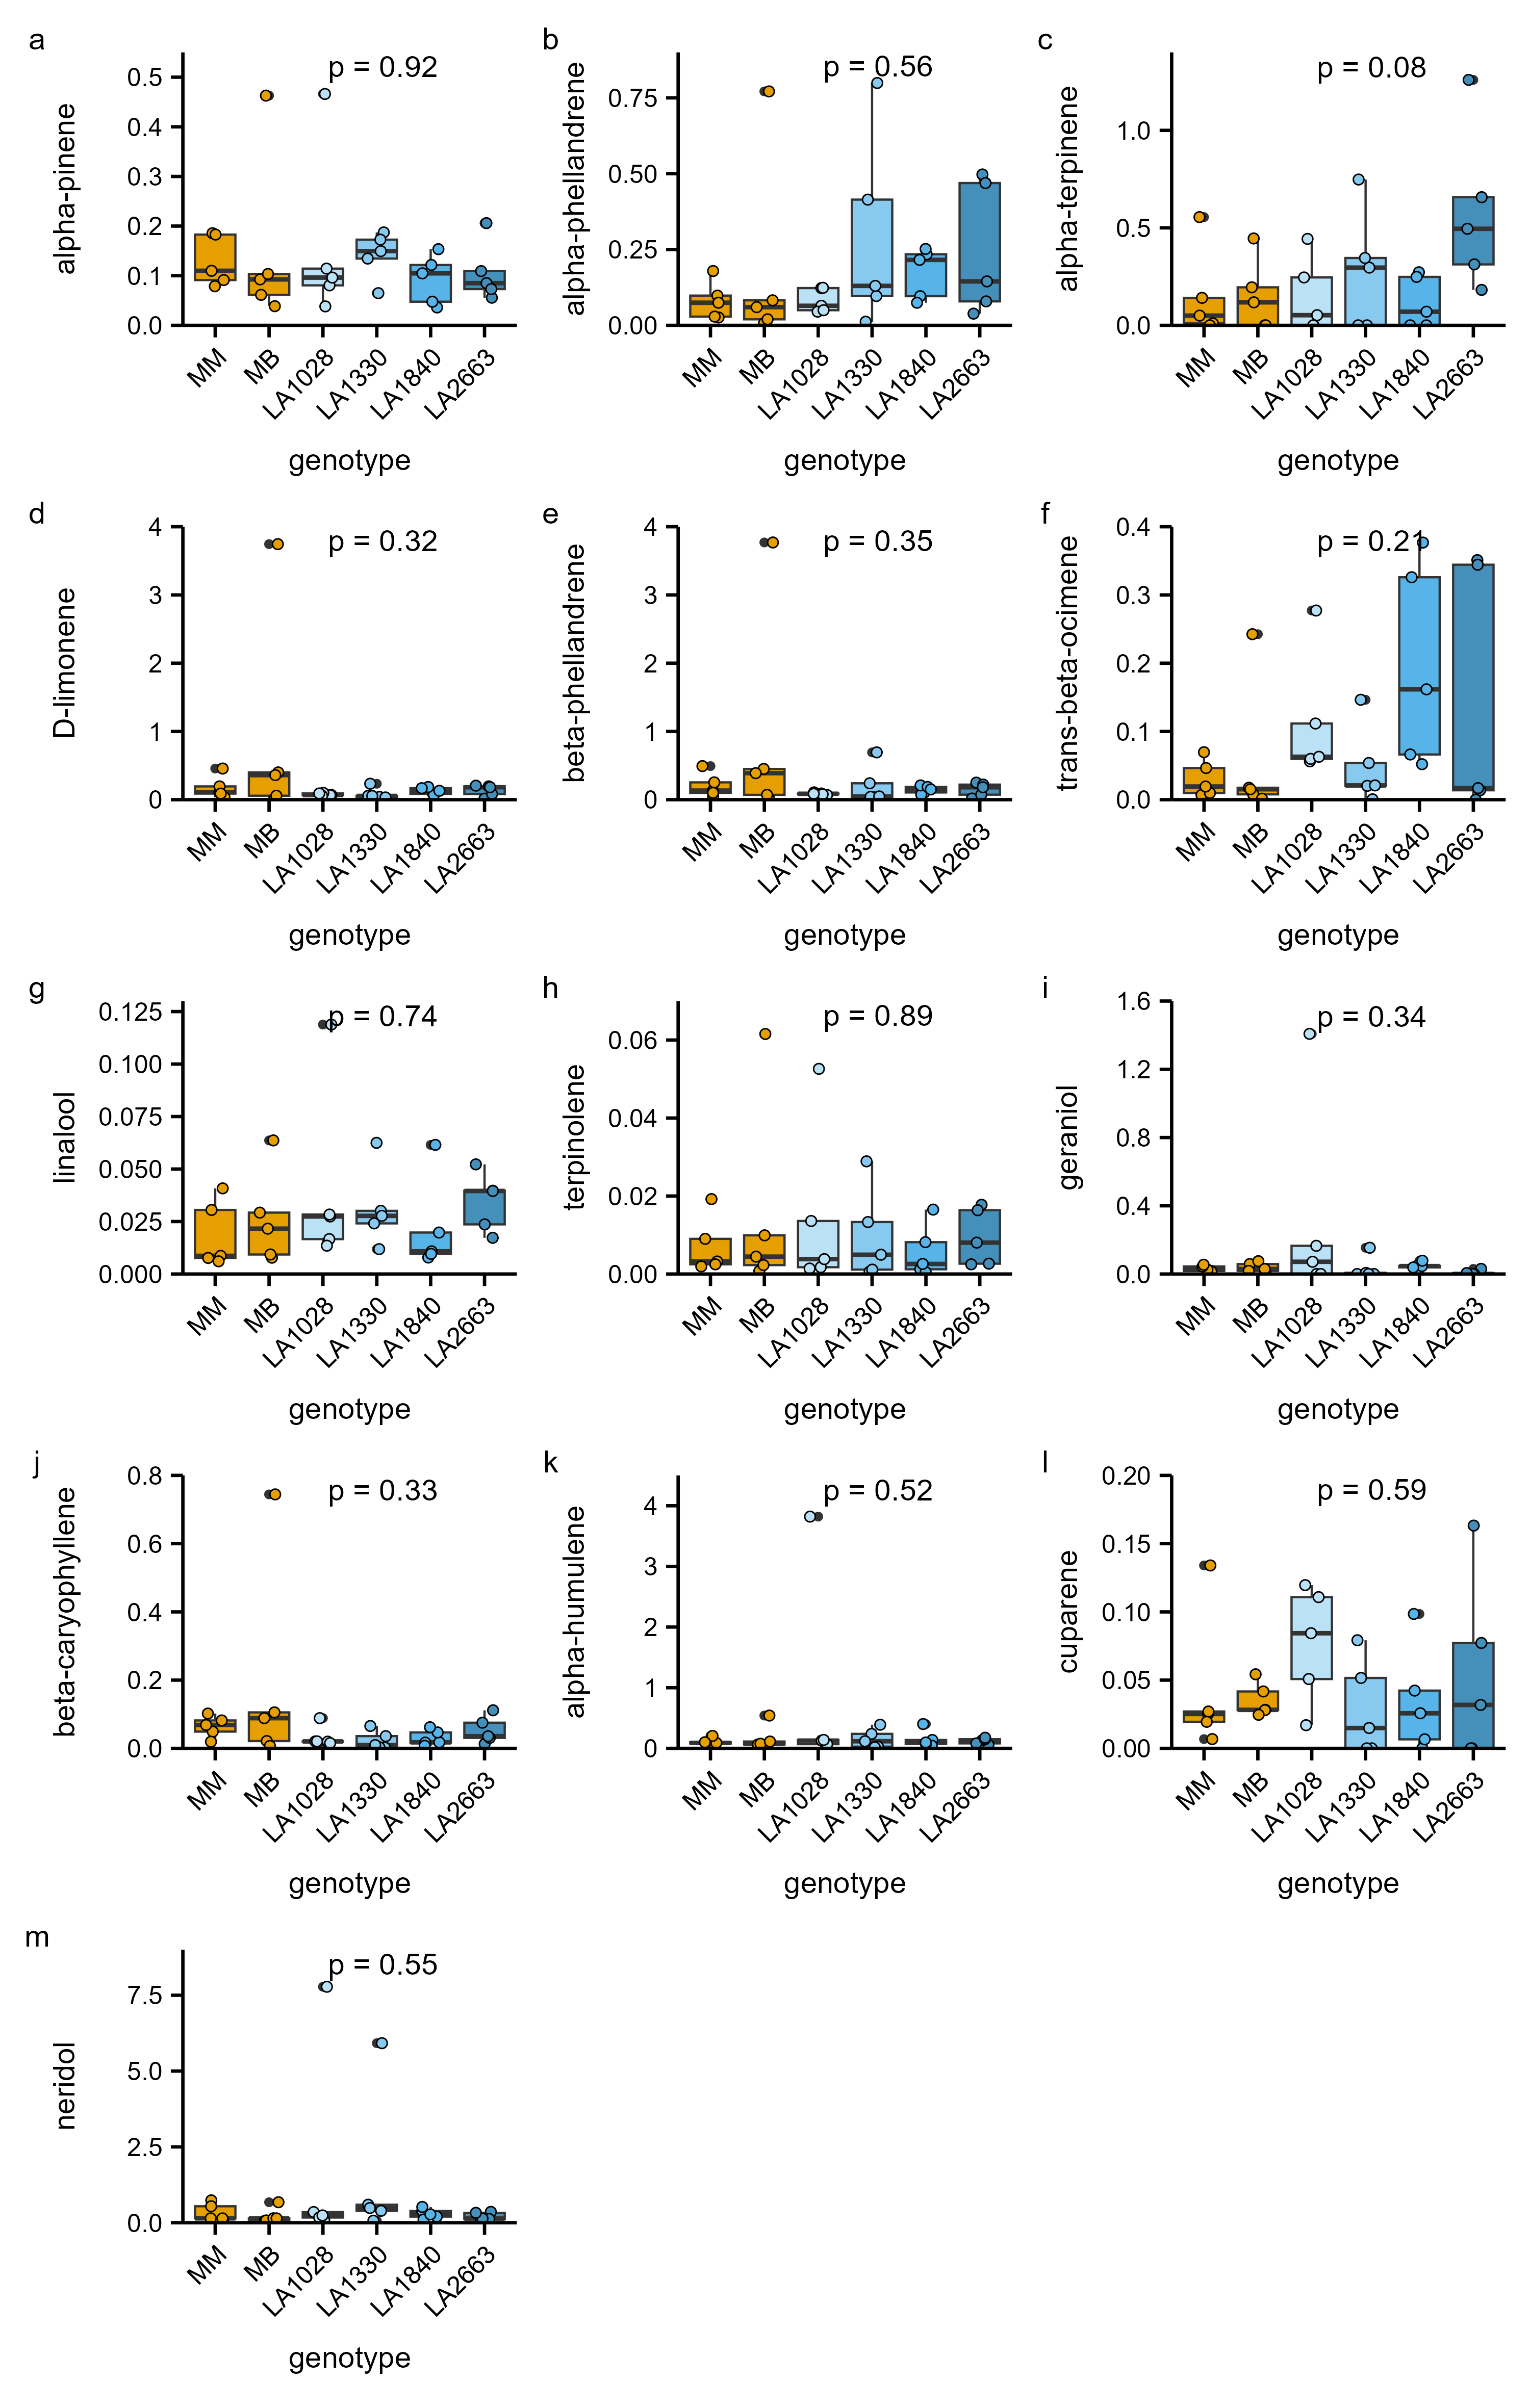 a
p = 0.92
alpha-pinene
0.5
0.4
0.3
0.2
0.1
0.0
MM
MB
LA1028
LA1330
LA1840
LA2663
genotype
b
p = 0.56
alpha-phellandrene
0.75
0.50
0.25
0.00
MM
MB
LA1028
LA1330
LA1840
LA2663
genotype
c
p = 0.08
alpha-terpinene
1.0
0.5
0.0
MM
MB
LA1028
LA1330
LA1840
LA2663
genotype
d
p = 0.32
D-limonene
4
3
2
1
0
MM
MB
LA1028
LA1330
LA1840
LA2663
genotype
e
p = 0.35
beta-phellandrene
4
3
2
1
0
MM
MB
LA1028
LA1330
LA1840
LA2663
genotype
f
p = 0.21
trans-beta-ocimene
0.4
0.3
0.2
0.1
0.0
MM
MB
LA1028
LA1330
LA1840
LA2663
genotype
g
p = 0.74
linalool
0.125
0.100
0.075
0.050
0.025
0.000
MM
MB
LA1028
LA1330
LA1840
LA2663
genotype
h
p = 0.89
terpinolene
0.06
0.04
0.02
0.00
MM
MB
LA1028
LA1330
LA1840
LA2663
genotype
i
p = 0.34
geraniol
1.6
1.2
0.8
0.4
0.0
MM
MB
LA1028
LA1330
LA1840
LA2663
genotype
j
p = 0.33
beta-caryophyllene
0.8
0.6
0.4
0.2
0.0
MM
MB
LA1028
LA1330
LA1840
LA2663
genotype
k
p = 0.52
alpha-humulene
4
3
2
1
0
MM
MB
LA1028
LA1330
LA1840
LA2663
genotype
l
p = 0.59
cuparene
0.20
0.15
0.10
0.05
0.00
MM
MB
LA1028
LA1330
LA1840
LA2663
genotype
m
p = 0.55
neridol
7.5
5.0
2.5
0.0
MM
MB
LA1028
LA1330
LA1840
LA2663
genotype